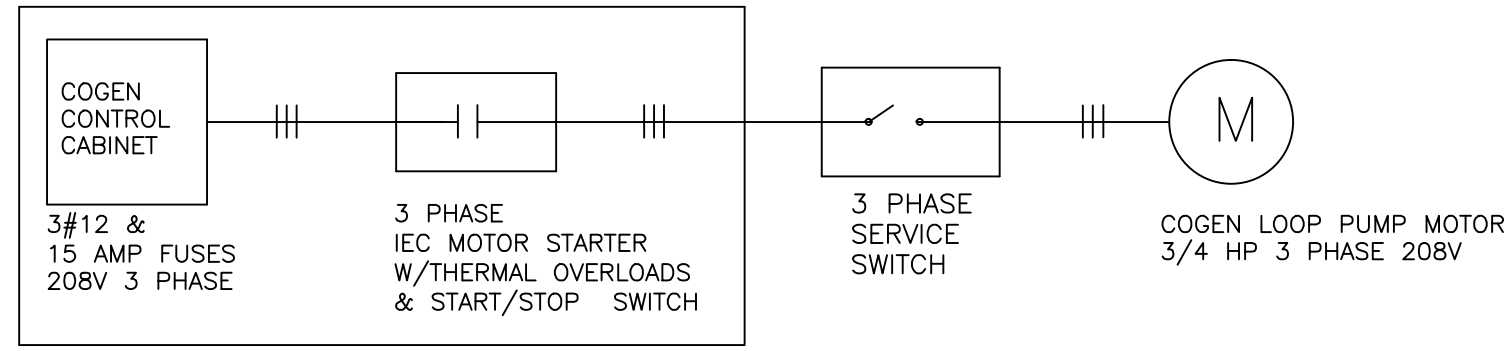 COGEN
CONTROL
CABINET
3#12 &
15 AMP FUSES
208V 3 PHASE
3 PHASE
IEC MOTOR STARTER
W/THERMAL OVERLOADS
& START/STOP SWITCH
3 PHASE
SERVICE
SWITCH
M
COGEN LOOP PUMP MOTOR
3/4 HP 3 PHASE 208V